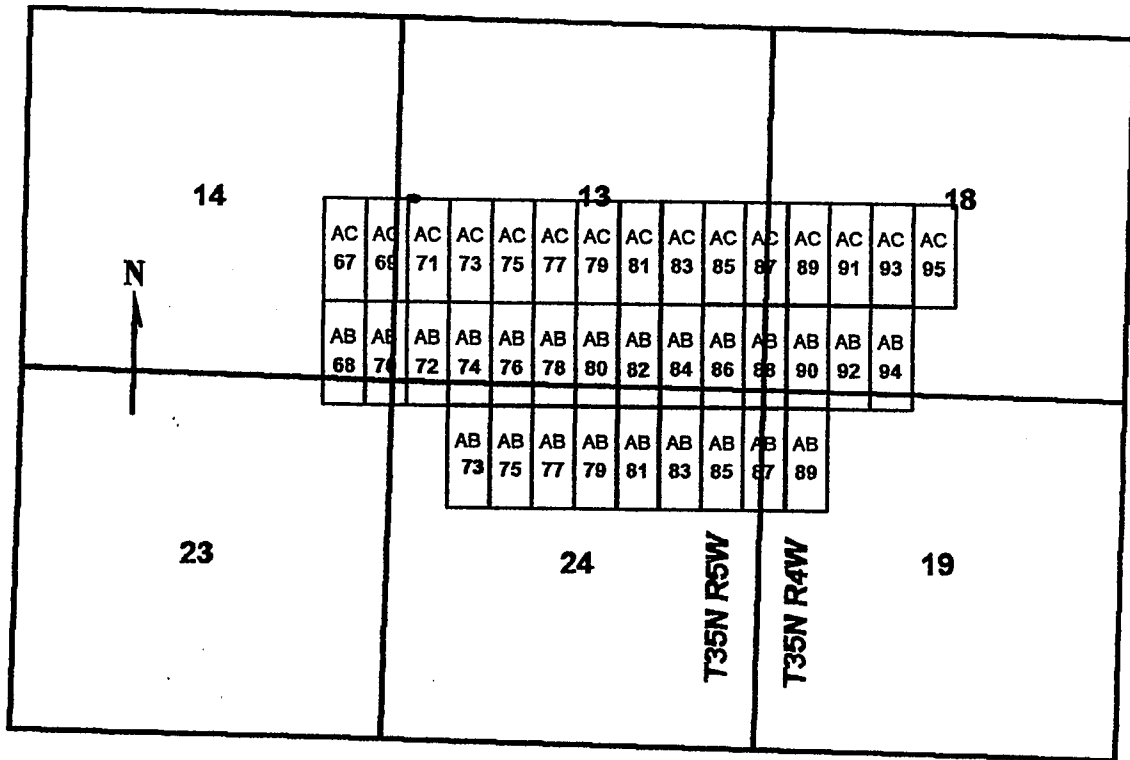 14 13 18
AC AC AC AC AC AC AC AC AC AC AC AC AC AC AC
67 69 71 73 75 77 79 81 83 85 87 89 91 93 95
N
AB AB AB AB AB AB AB AB AB AB AB AB AB AB
68 70 72 74 76 78 80 82 84 86 88 90 92 94
AB AB AB AB AB AB AB AB AB
73 75 77 79 81 83 85 87 89
23 24 19
T35N R5W
T35N R4W